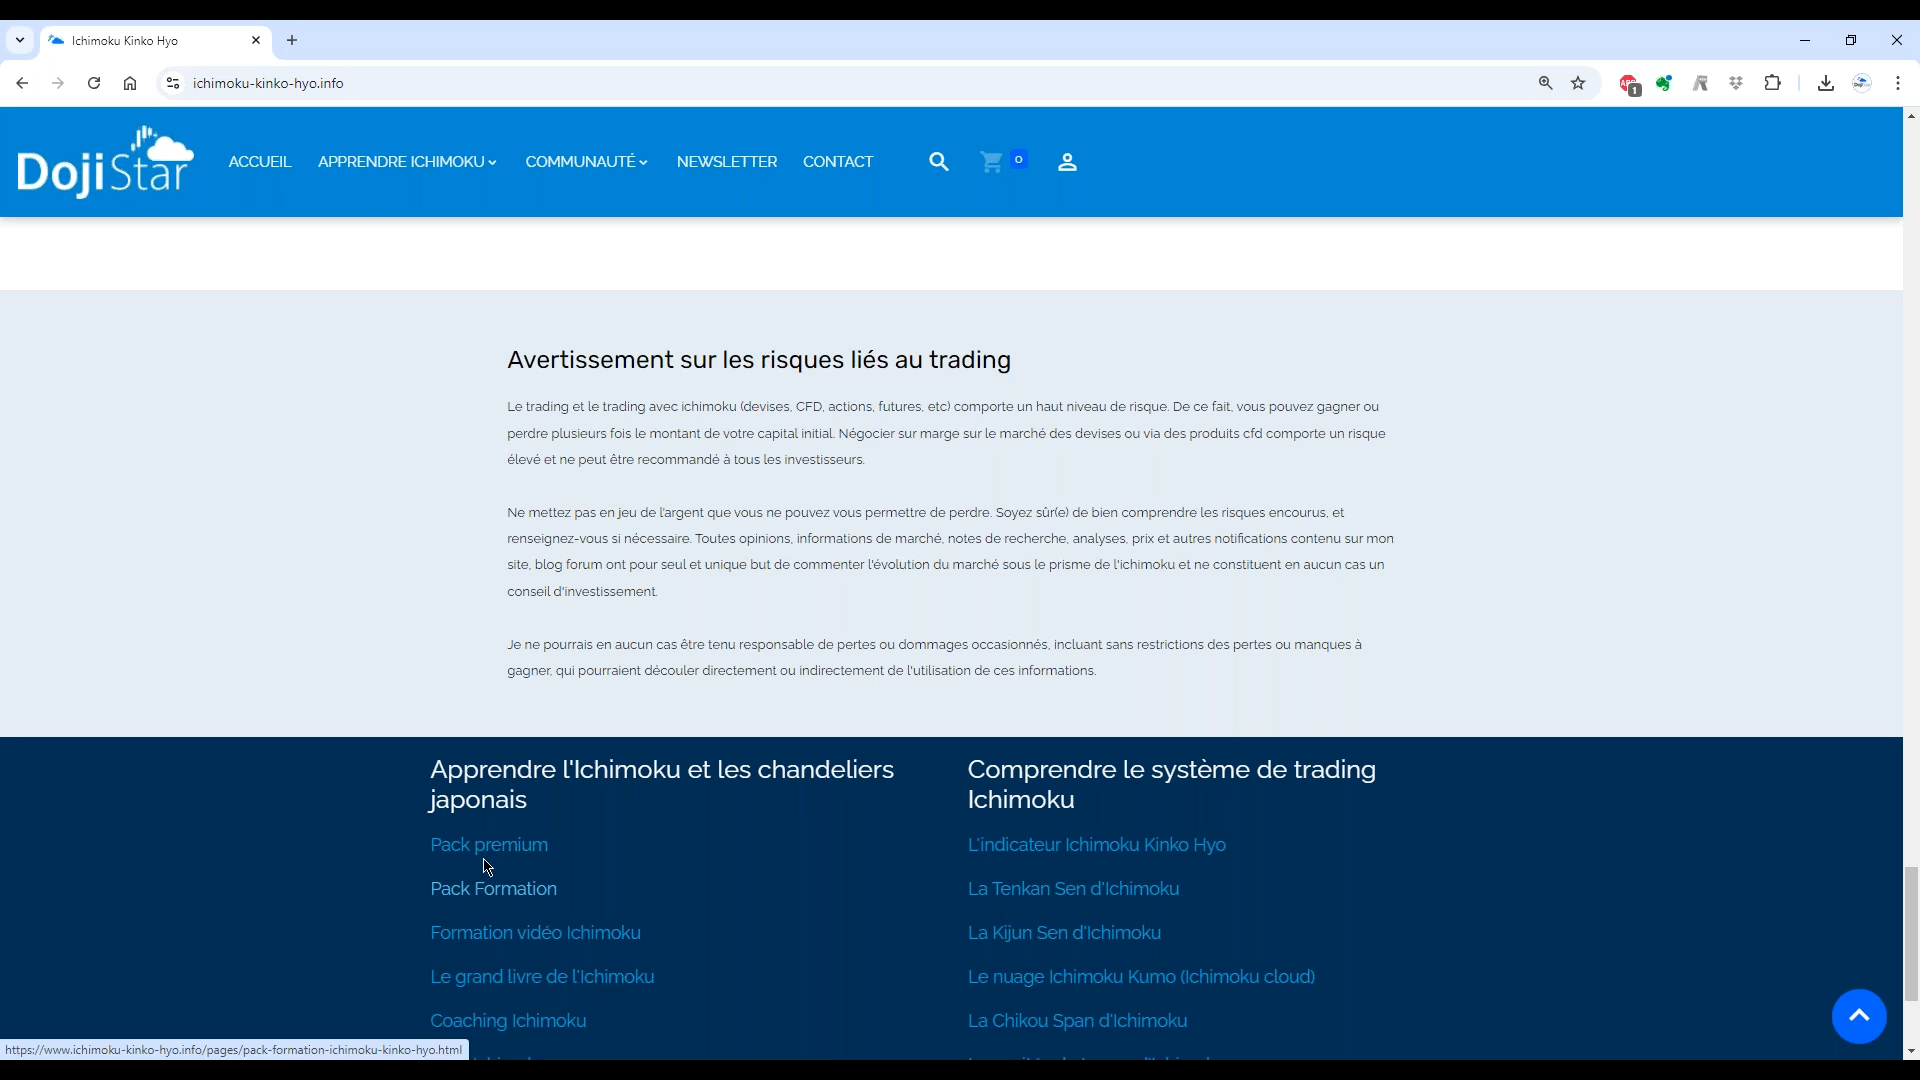 Ichimoku Kinko Hyo
ichimoku-kinko-hyo.info
1
DojiStar
ACCUEIL
APPRENDRE ICHIMOKU
COMMUNAUTÉ
NEWSLETTER
CONTACT
0
Avertissement sur les risques liés au trading
Le trading et le trading avec ichimoku (devises, CFD, actions, futures, etc) comporte un haut niveau de risque. De ce fait, vous pouvez gagner ou
perdre plusieurs fois le montant de votre capital initial. Négocier sur marge sur le marché des devises ou via des produits cfd comporte un risque
élevé et ne peut être recommandé à tous les investisseurs.
Ne mettez pas en jeu de l'argent que vous ne pouvez vous permettre de perdre. Soyez sûr(e) de bien comprendre les risques encourus, et
renseignez-vous si nécessaire. Toutes opinions, informations de marché, notes de recherche, analyses, prix et autres notifications contenu sur mon
site, blog forum ont pour seul et unique but de commenter l'évolution du marché sous le prisme de l'ichimoku et ne constituent en aucun cas un
conseil d'investissement.
Je ne pourrais en aucun cas être tenu responsable de pertes ou dommages occasionnés, incluant sans restrictions des pertes ou manques à
gagner, qui pourraient découler directement ou indirectement de l'utilisation de ces informations.
Apprendre l'Ichimoku et les chandeliers
japonais
Pack premium
Pack Formation
Formation vidéo Ichimoku
Le grand livre de l'Ichimoku
Coaching Ichimoku
Comprendre le système de trading
Ichimoku
L'indicateur Ichimoku Kinko Hyo
La Tenkan Sen d'Ichimoku
La Kijun Sen d'Ichimoku
Le nuage Ichimoku Kumo (Ichimoku cloud)
La Chikou Span d'Ichimoku
https://www.ichimoku-kinko-hyo.info/pages/pack-formation-ichimoku-kinko-hyo.html